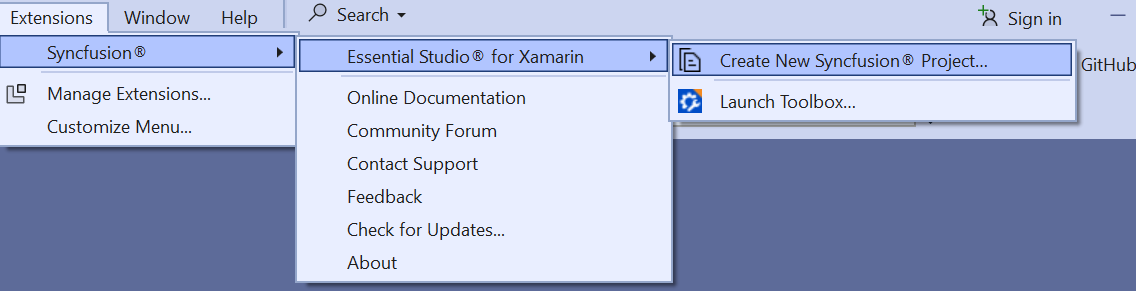 Extensions Window Help Search Sign in
Syncfusion® Essential Studio® for Xamarin Create New Syncfusion® Project... GitHub
Manage Extensions... Online Documentation Launch Toolbox...
Customize Menu... Community Forum
Contact Support
Feedback
Check for Updates...
About